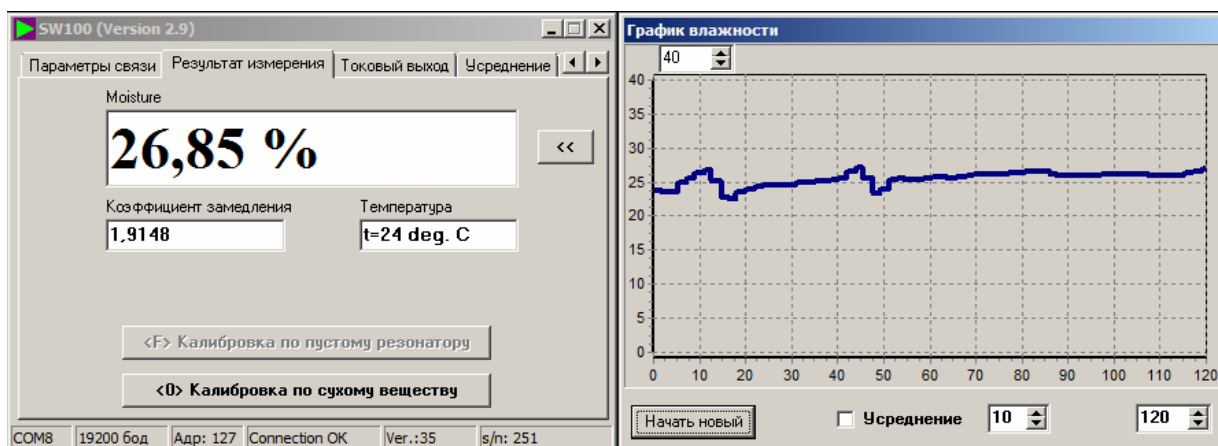 SW100 (Version 2.9)
Параметры связи Результат измерения Токовый выход Усреднение
Moisture
26,85 %
<<
Коэффициент замедления Температура
1,9148 t=24 deg. C
<F> Калибровка по пустому резонатору
<0> Калибровка по сухому веществу
COM8 19200 бод Адр: 127 Connection OK Ver.:35 s/n: 251
График влажности
40
40
35
30
25
20
15
10
5
0
0 10 20 30 40 50 60 70 80 90 100 110 120
Начать новый Усреднение 10 120